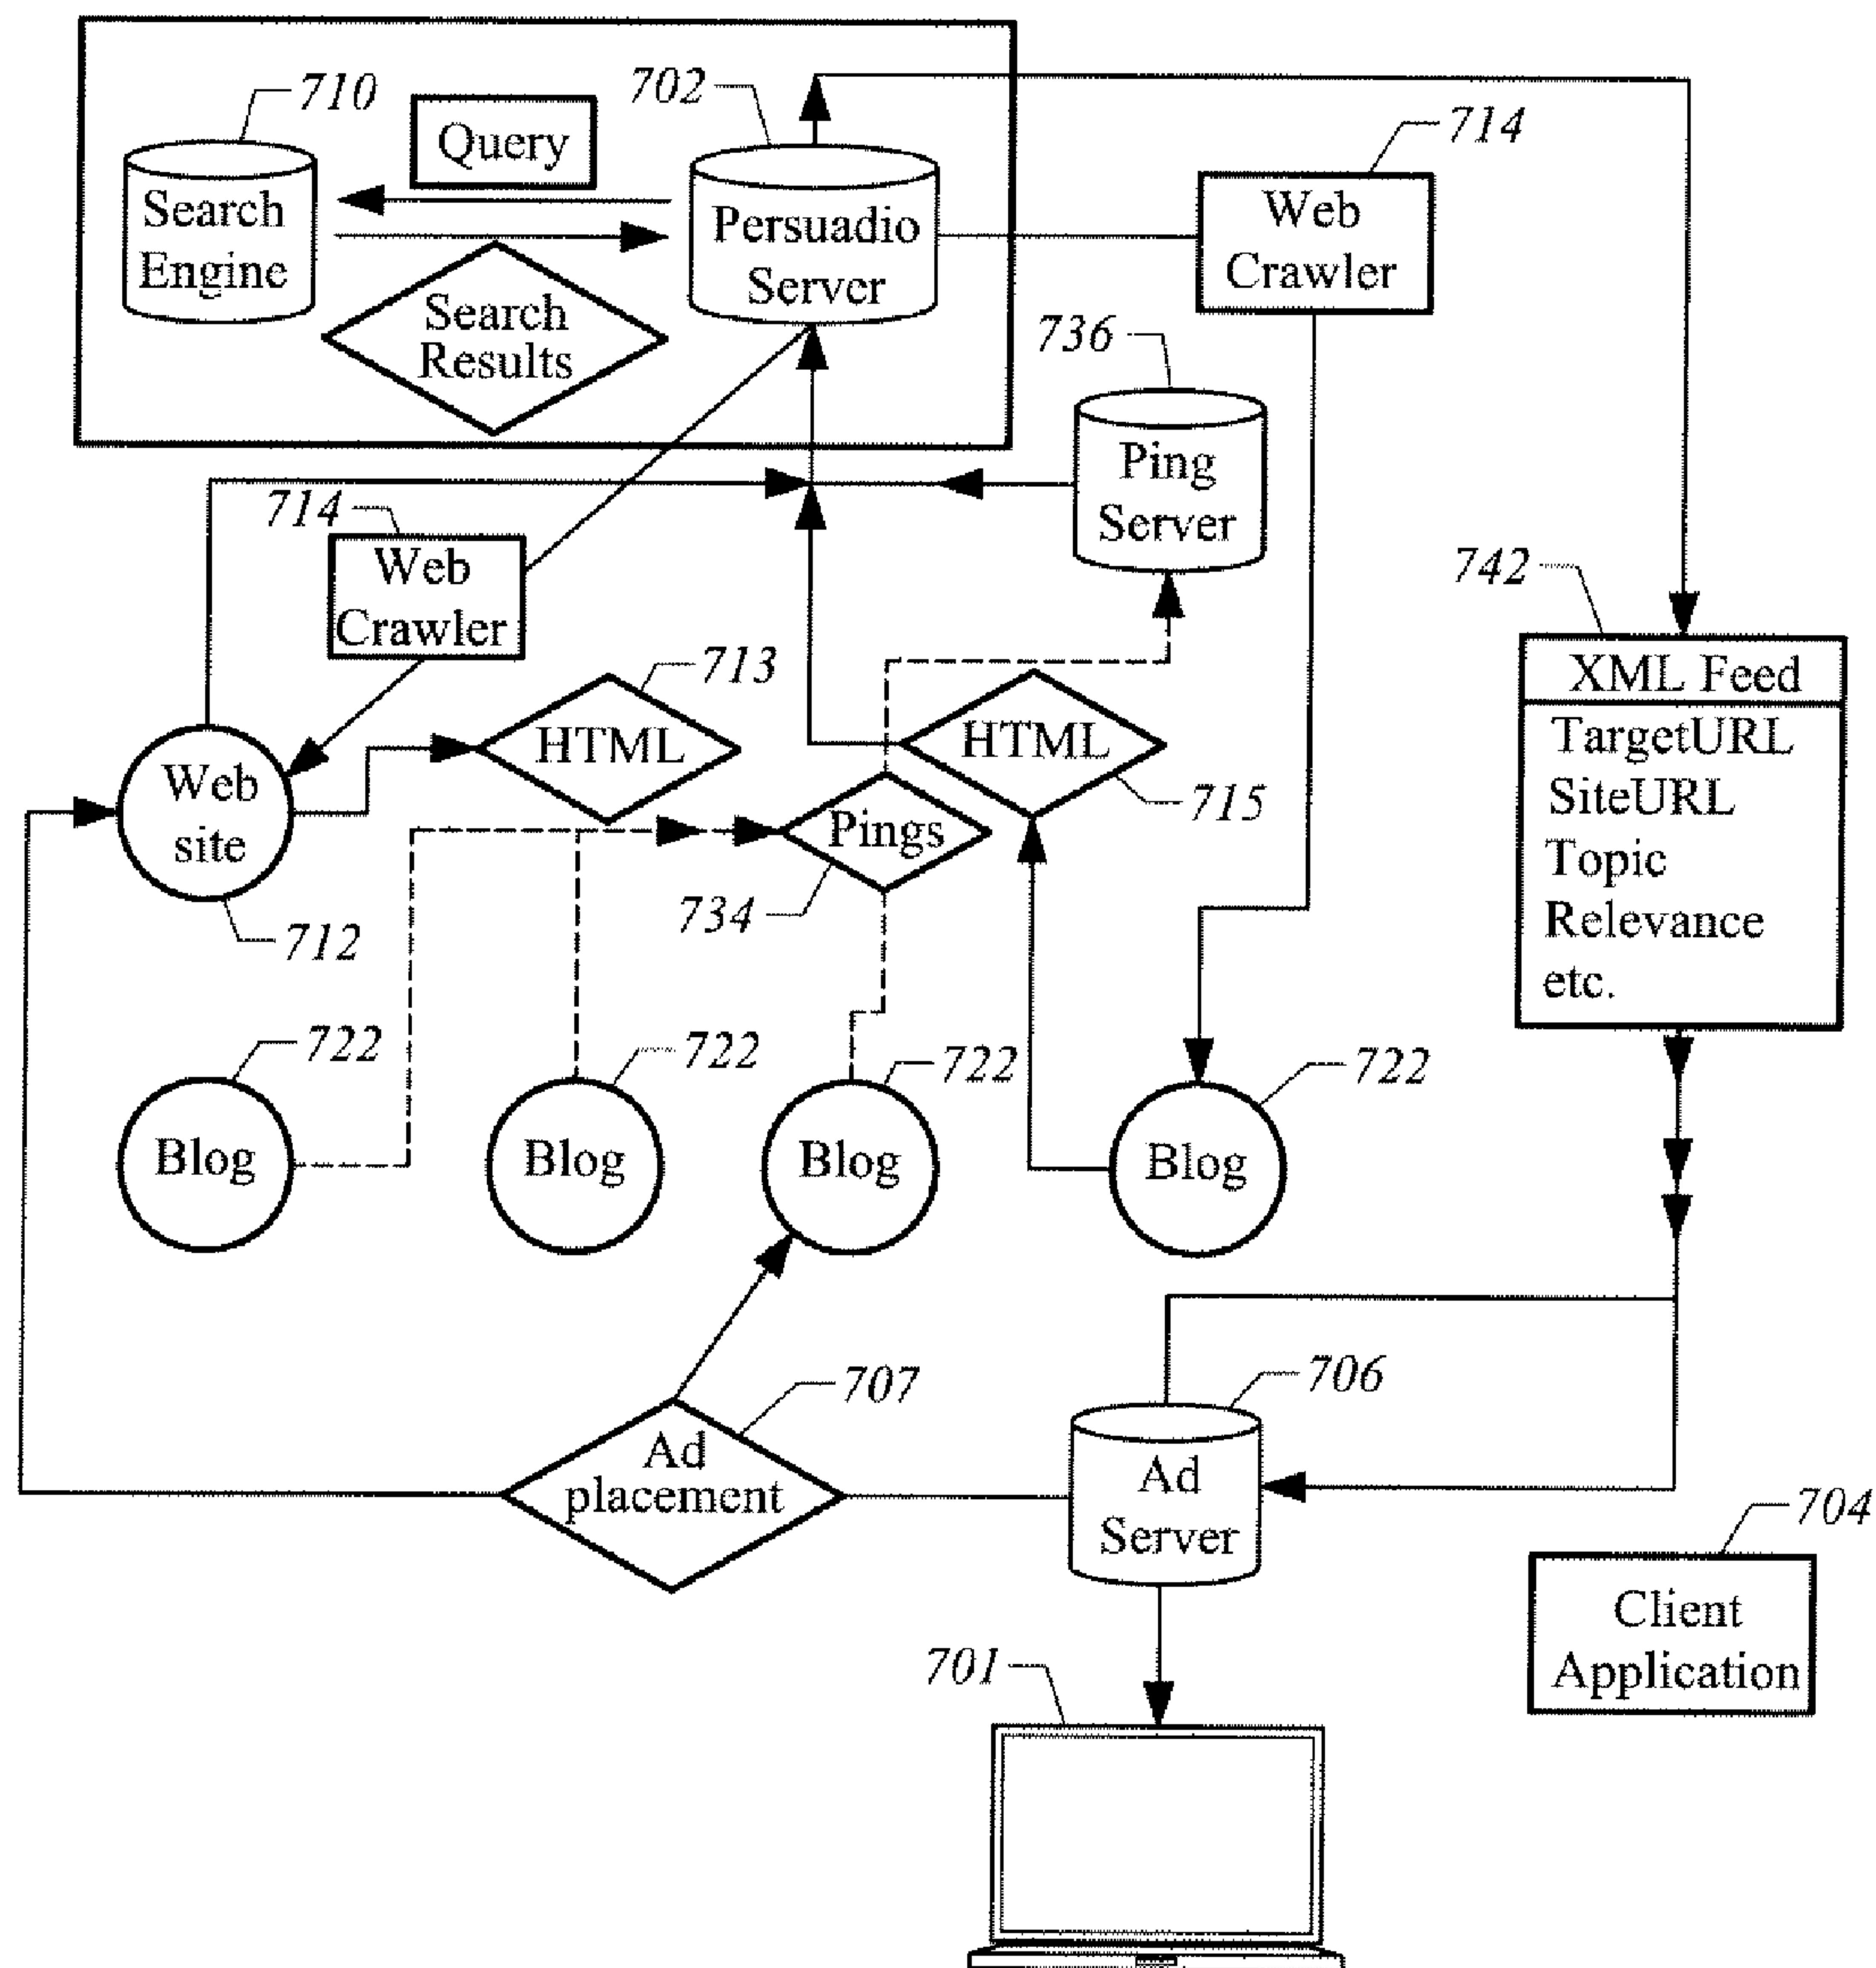 710
Query
702
714
Search
Engine
Persuadio
Server
Web
Crawler
Search
Results
736
Ping
Server
714
Web
Crawler
742
713
HTML
HTML
715
XML Feed
TargetURL
SiteURL
Topic
Relevance
etc.
Web
site
712
Pings
734
722
722
722
722
Blog
Blog
Blog
Blog
707
706
Ad
placement
Ad
Server
704
Client
Application
701